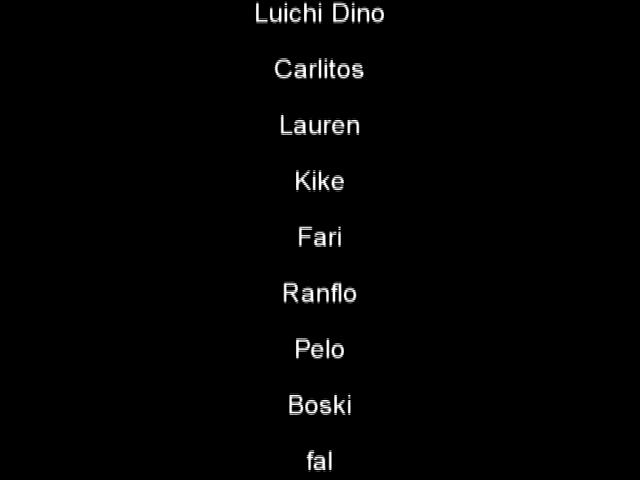 Luichi Dino
Carlitos
Lauren
Kike
Fari
Ranflo
Pelo
Boski
fal